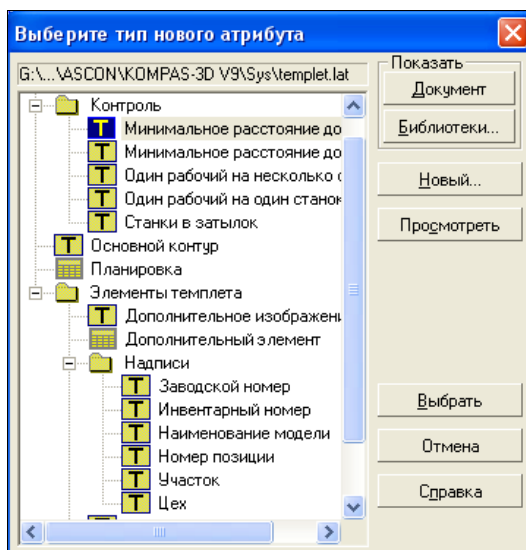 Выберите тип нового атрибута
G:\...\ASCON\KOMPAS-3D V9\Sys\templet.lat
Показать
Документ
Библиотеки...
Новый...
Просмотреть
Контроль
Минимальное расстояние до
Минимальное расстояние до
Один рабочий на несколько
Один рабочий на один станок
Станки в затылок
Основной контур
Планировка
Элементы темплета
Дополнительное изображени
Дополнительный элемент
Надписи
Заводской номер
Инвентарный номер
Наименование модели
Номер позиции
Участок
Цех
Выбрать
Отмена
Справка